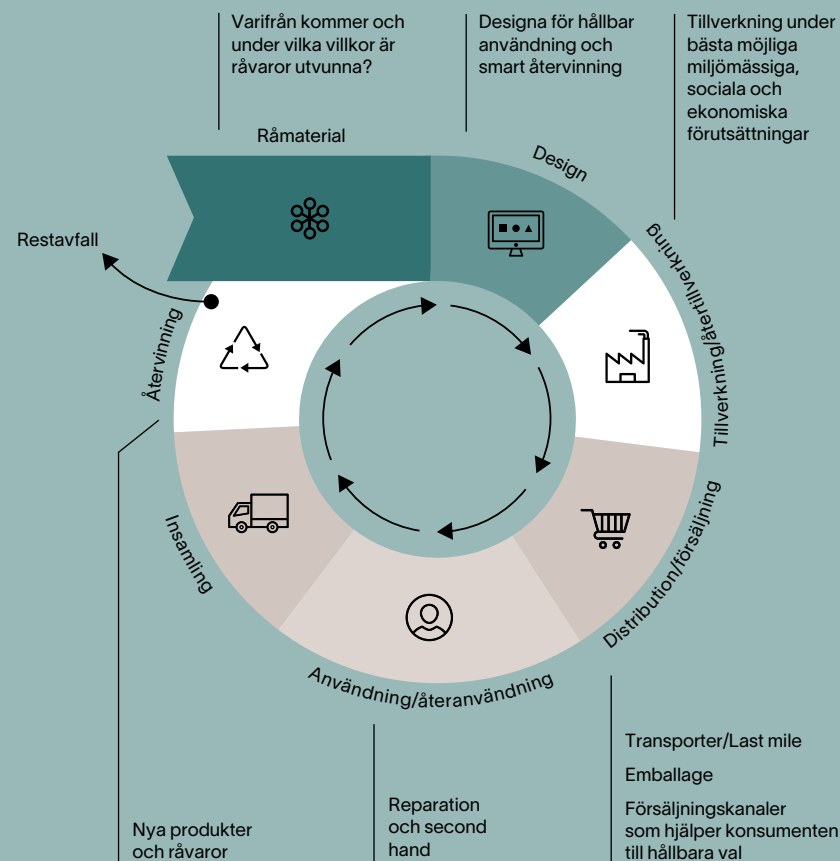 Varifrån kommer och
under vilka villkor är
råvaror utvunna?
Designa för hållbar
användning och
smart återvinning
Tillverkning under
bästa möjliga
miljömässiga,
sociala och
ekonomiska
förutsättningar
Råmaterial
Design
Tillverkning/återtillverkning
Restavfall
Återvinning
Insamling
Distribution/försäljning
Användning/återanvändning
Nya produkter
och råvaror
Reparation
och second
hand
Transporter/Last mile
Emballage
Försäljningskanaler
som hjälper konsumenten
till hållbara val